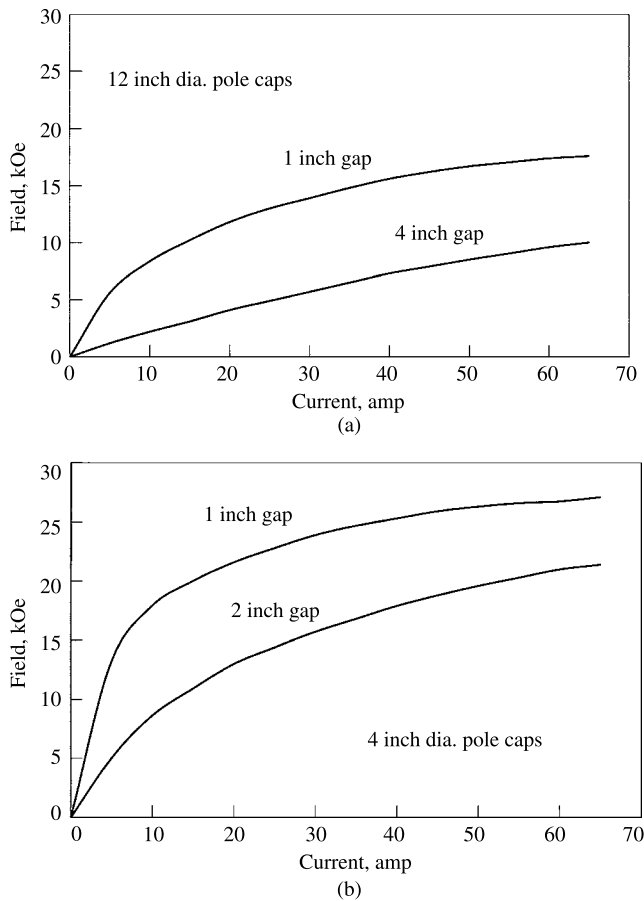 30
25
12 inch dia. pole caps
20
1 inch gap
15
Field, kOe
4 inch gap
10
5
0
0 10 20 30 40 50 60 70
Current, amp
(a)
30
25
1 inch gap
20
2 inch gap
15
Field, kOe
10
4 inch dia. pole caps
5
0
0 10 20 30 40 50 60 70
Current, amp
(b)